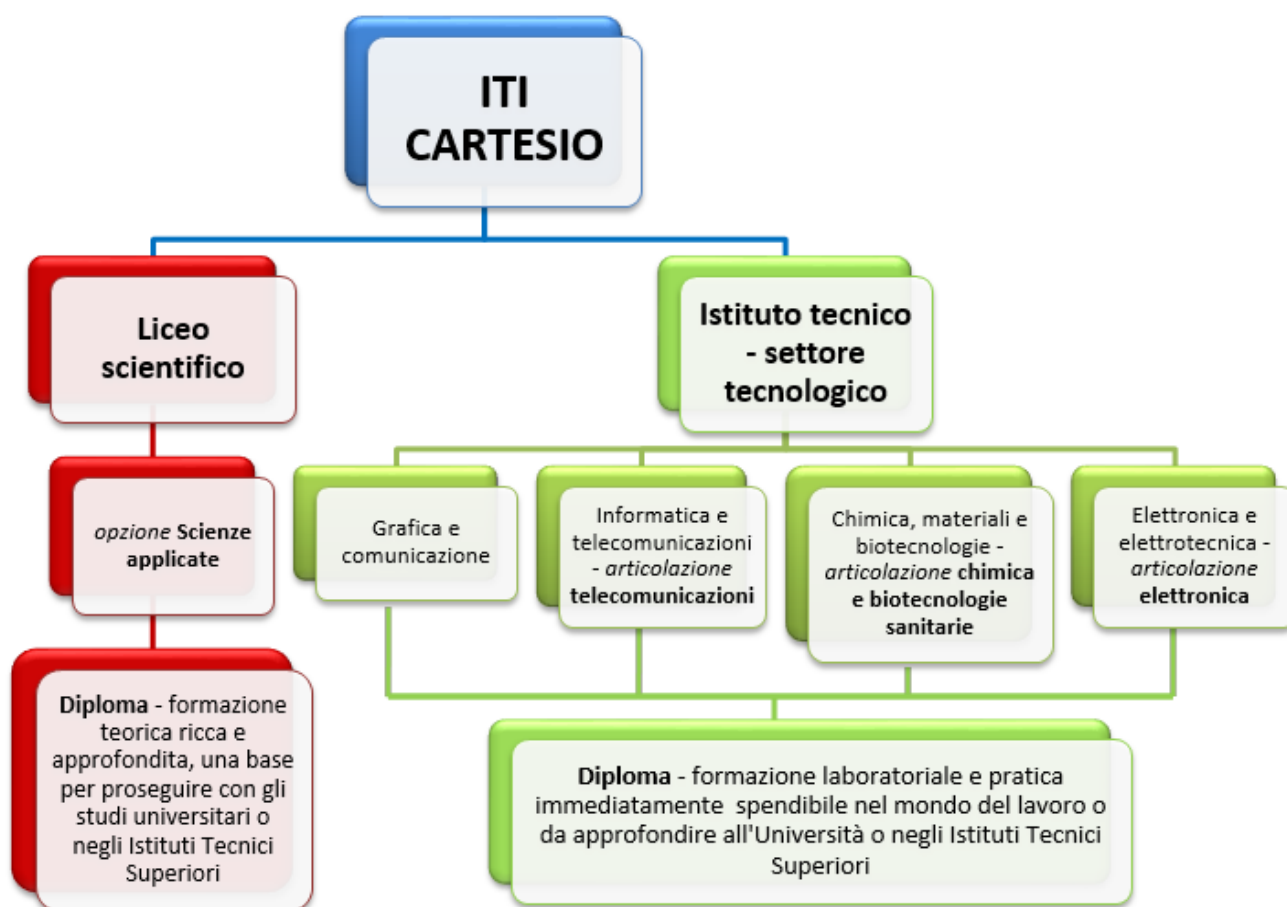 ITI
CARTESIO
Liceo
scientifico
Istituto tecnico
- settore
tecnologico
opzione Scienze
applicate
Grafica e
comunicazione
Informatica e
telecomunicazioni
- articolazione
telecomunicazioni
Chimica, materiali e
biotecnologie -
articolazione chimica
e biotecnologie
sanitarie
Elettronica e
elettrotecnica -
articolazione
elettronica
Diploma - formazione
teorica ricca e
approfondita, una base
per proseguire con gli
studi universitari o
negli Istituti Tecnici
Superiori
Diploma - formazione laboratoriale e pratica
immediatamente spendibile nel mondo del lavoro o
da approfondire all'Università o negli Istituti Tecnici
Superiori